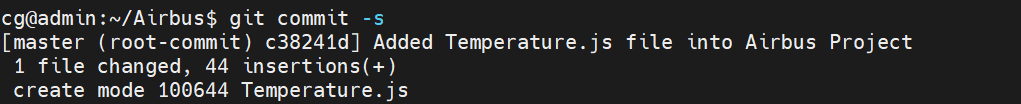 cg@admin:~/Airbus$ git commit -s
[master (root-commit) c38241d] Added Temperature.js file into Airbus Project
 1 file changed, 44 insertions(+)
 create mode 100644 Temperature.js